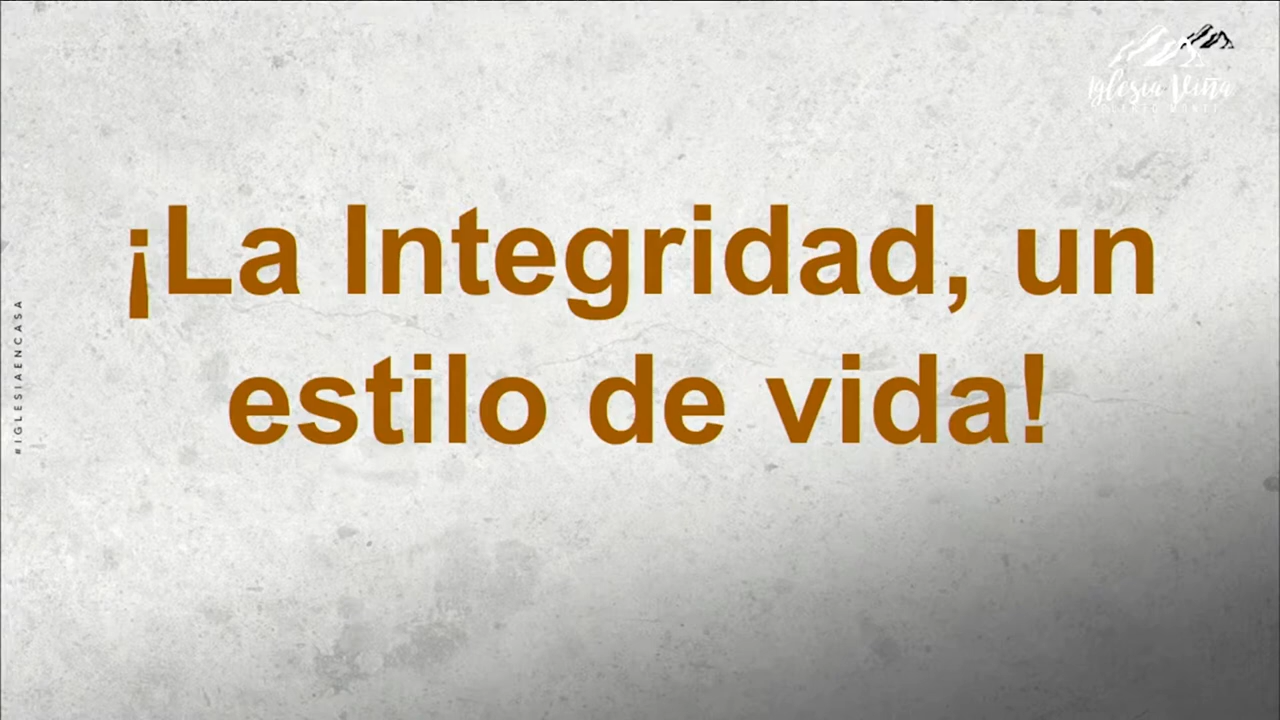 Iglesia Viña
¡La Integridad, un
estilo de vida!
#IGLESIAENCASA